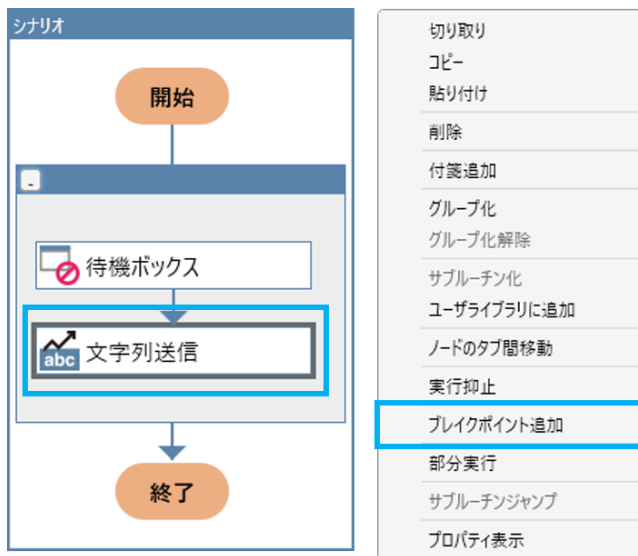 シナリオ
開始
-
待機ボックス
abc
文字列送信
終了
切り取り
コピー
貼り付け
削除
付箋追加
グループ化
グループ化解除
サブルーチン化
ユーザライブラリに追加
ノードのタブ間移動
実行抑止
ブレイクポイント追加
部分実行
サブルーチンジャンプ
プロパティ表示